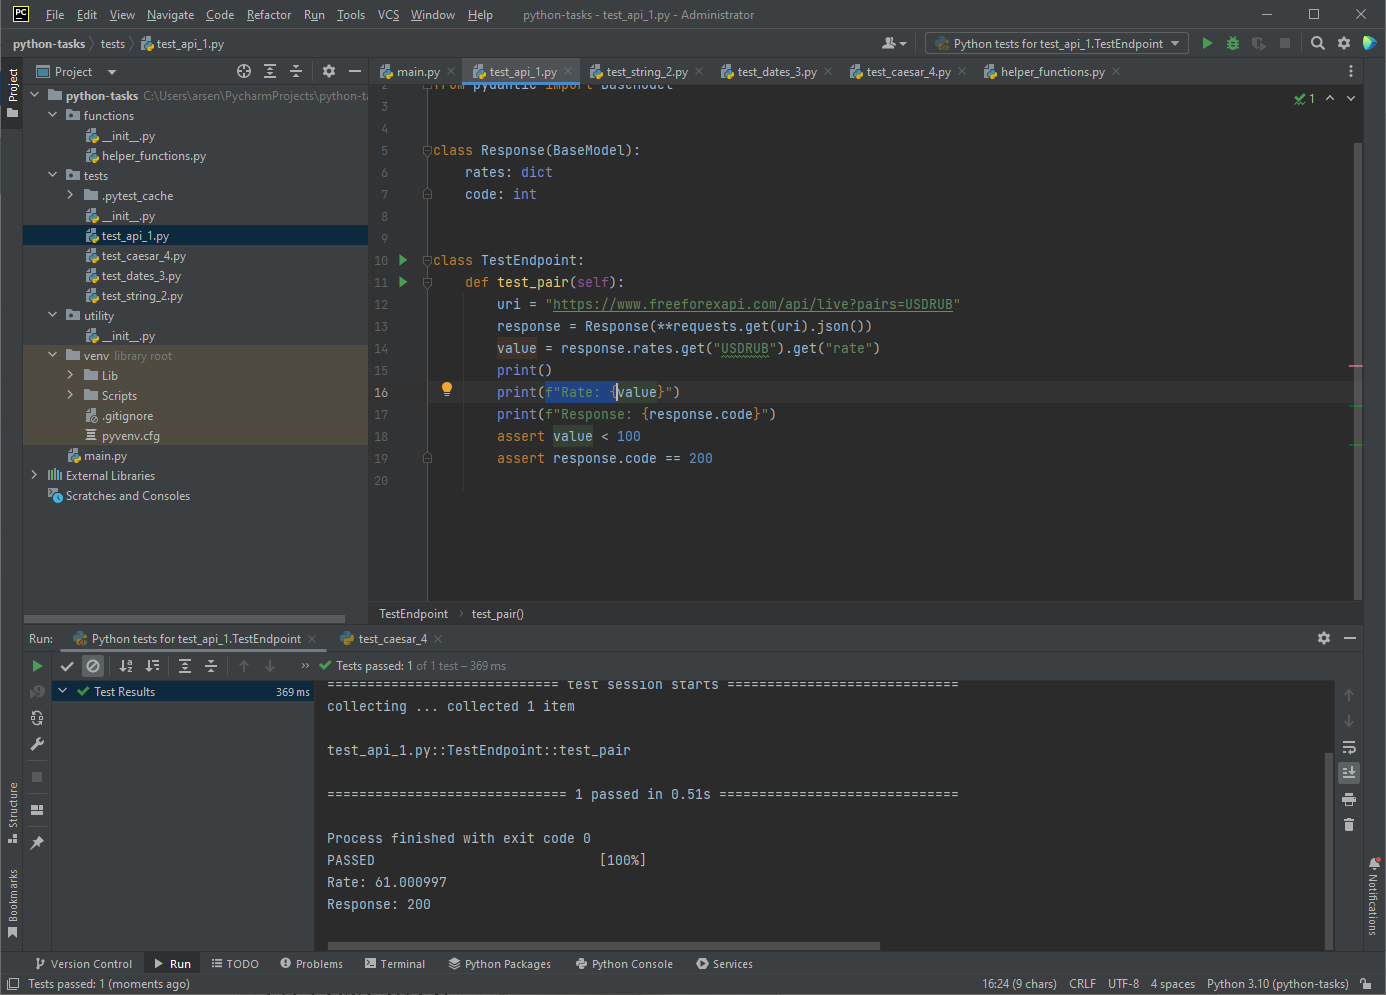 PC File Edit View Navigate Code Refactor Run Tools VCS Window Help python-tasks - test_api_1.py - Administrator
python-tasks tests test_api_1.py Python tests for test_api_1.TestEndpoint
Project
Project
main.py test_api_1.py test_string_2.py test_dates_3.py test_caesar_4.py helper_functions.py
python-tasks C:\Users\arsen\PycharmProjects\python-ta
functions
__init__.py
helper_functions.py
tests
.pytest_cache
__init__.py
test_api_1.py
test_caesar_4.py
test_dates_3.py
test_string_2.py
utility
__init__.py
venv library root
Lib
Scripts
.gitignore
pyvenv.cfg
main.py
External Libraries
Scratches and Consoles
1
2 from pydantic import BaseModel
3
4
5 class Response(BaseModel):
6 rates: dict
7 code: int
8
9
10 class TestEndpoint:
11 def test_pair(self):
12 uri = "https://www.freeforexapi.com/api/live?pairs=USDRUB"
13 response = Response(**requests.get(uri).json())
14 value = response.rates.get("USDRUB").get("rate")
15 print()
16 print(f"Rate: {value}")
17 print(f"Response: {response.code}")
18 assert value < 100
19 assert response.code == 200
20
TestEndpoint test_pair()
Run: Python tests for test_api_1.TestEndpoint test_caesar_4
Tests passed: 1 of 1 test – 369 ms
Test Results 369 ms
============================= test session starts =============================
collecting ... collected 1 item
test_api_1.py::TestEndpoint::test_pair
============================== 1 passed in 0.51s ==============================
Process finished with exit code 0
PASSED [100%]
Rate: 61.000997
Response: 200
Structure
Bookmarks
Notifications
Version Control Run TODO Problems Terminal Python Packages Python Console Services
Tests passed: 1 (moments ago) 16:24 (9 chars) CRLF UTF-8 4 spaces Python 3.10 (python-tasks)